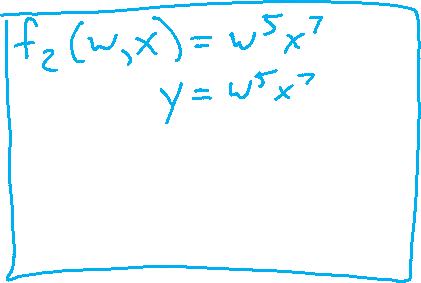 f₂(w,x) = w⁵x⁷
y = w⁵x⁷